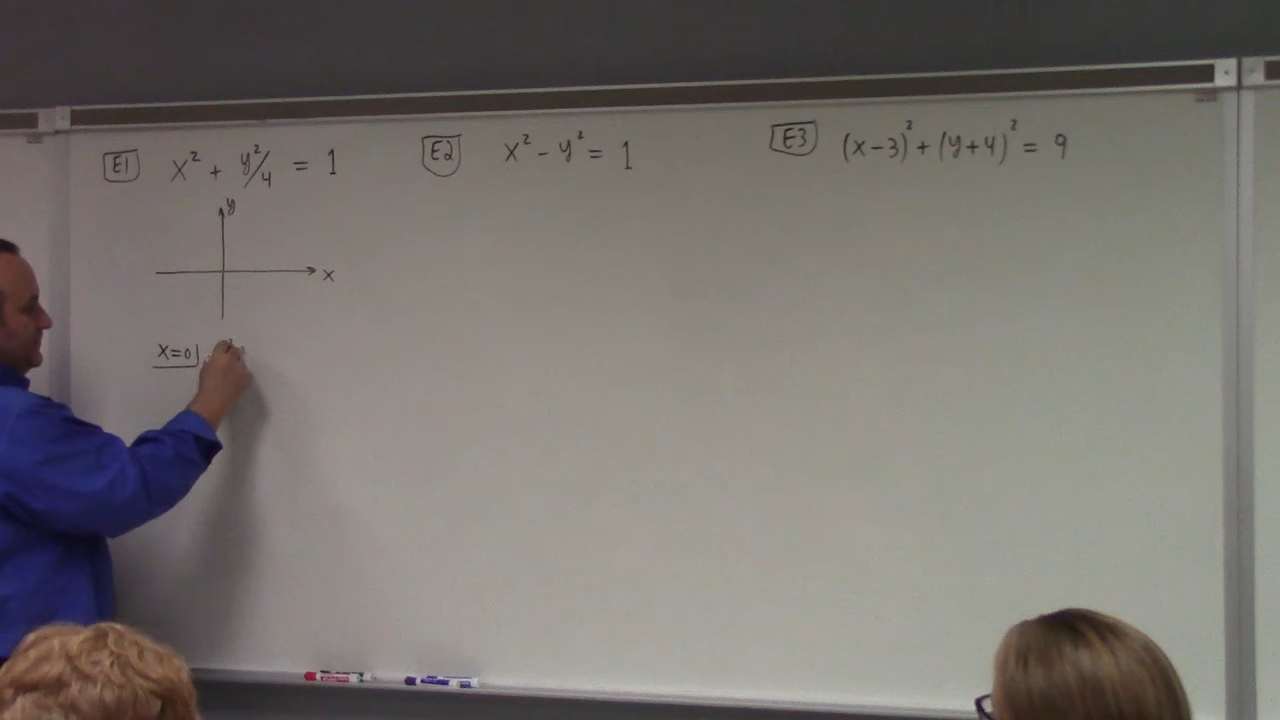 E1 x² + y²/4 = 1
y
x
x=0
E2 x² - y² = 1
E3 (x-3)² + (y+4)² = 9